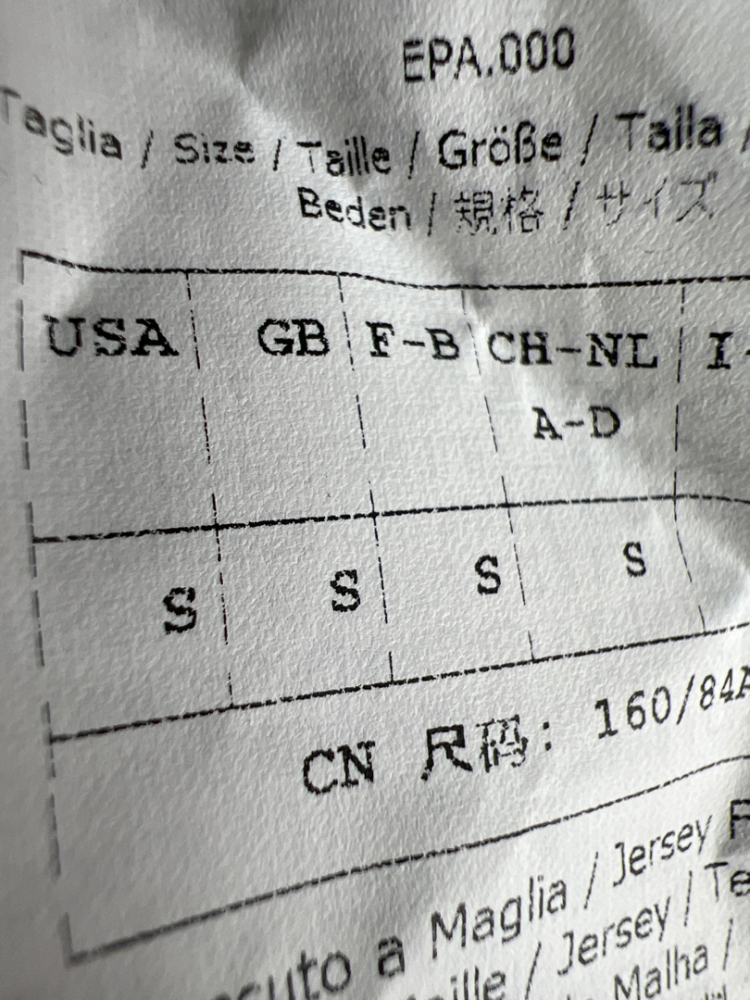 EPA.000
Taglia / Size / Taille / Größe / Talla /
Beden / 規格 / サイズ
USA GB F-B CH-NL I-
A-D
S S S S
CN 尺码: 160/84A
a Maglia / Jersey
/ Jersey / Te
Malha /